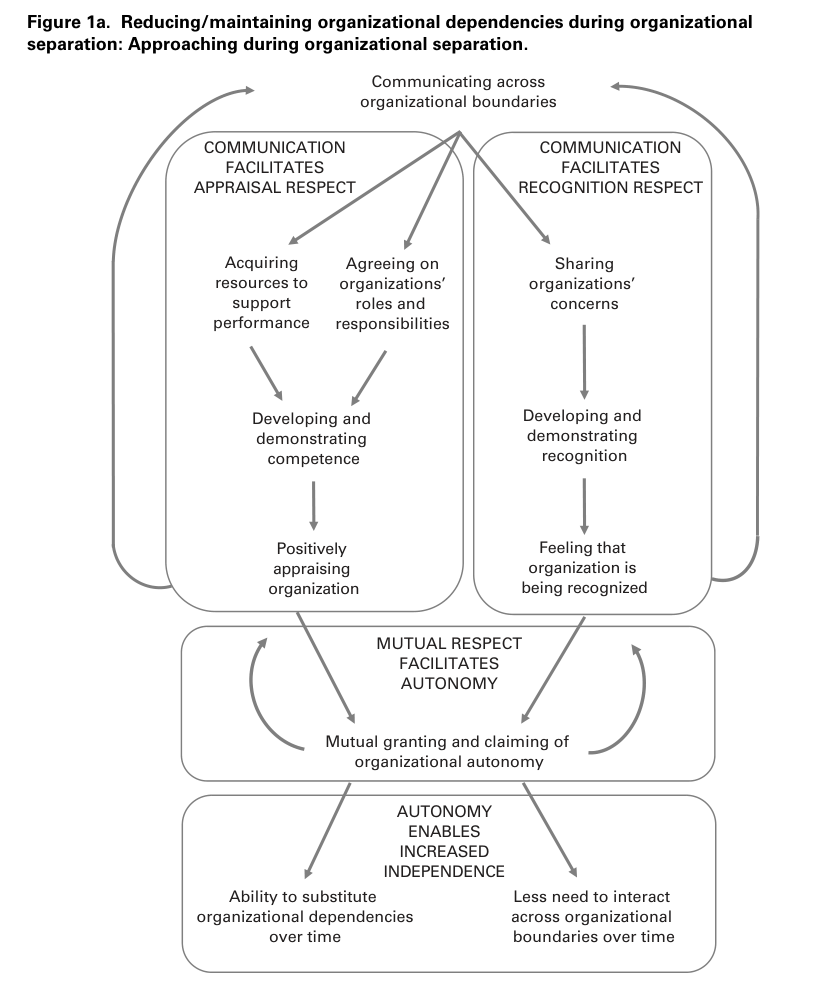 Figure 1a. Reducing/maintaining organizational dependencies during organizational
separation: Approaching during organizational separation.
Communicating across
organizational boundaries
COMMUNICATION
FACILITATES
APPRAISAL RESPECT
COMMUNICATION
FACILITATES
RECOGNITION RESPECT
Acquiring
resources to
support
performance
Agreeing on
organizations’
roles and
responsibilities
Sharing
organizations’
concerns
Developing and
demonstrating
competence
Developing and
demonstrating
recognition
Positively
appraising
organization
Feeling that
organization is
being recognized
MUTUAL RESPECT
FACILITATES
AUTONOMY
Mutual granting and claiming of
organizational autonomy
AUTONOMY
ENABLES
INCREASED
INDEPENDENCE
Ability to substitute
organizational dependencies
over time
Less need to interact
across organizational
boundaries over time